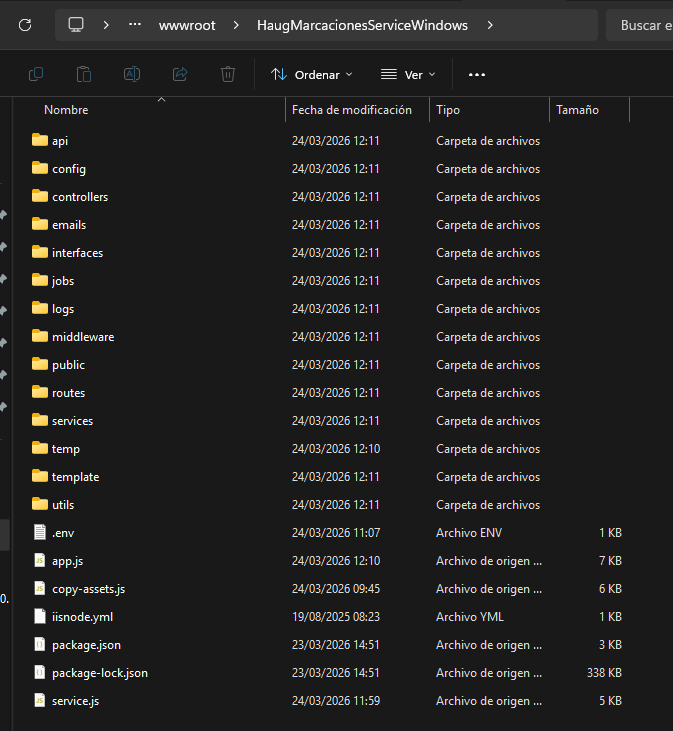 ··· wwwroot > HaugMarcacionesServiceWindows > Buscar e
Ordenar Ver ···
Nombre Fecha de modificación Tipo Tamaño
api 24/03/2026 12:11 Carpeta de archivos
config 24/03/2026 12:11 Carpeta de archivos
controllers 24/03/2026 12:11 Carpeta de archivos
emails 24/03/2026 12:11 Carpeta de archivos
interfaces 24/03/2026 12:11 Carpeta de archivos
jobs 24/03/2026 12:11 Carpeta de archivos
logs 24/03/2026 12:11 Carpeta de archivos
middleware 24/03/2026 12:11 Carpeta de archivos
public 24/03/2026 12:11 Carpeta de archivos
routes 24/03/2026 12:11 Carpeta de archivos
services 24/03/2026 12:11 Carpeta de archivos
temp 24/03/2026 12:10 Carpeta de archivos
template 24/03/2026 12:11 Carpeta de archivos
utils 24/03/2026 12:11 Carpeta de archivos
.env 24/03/2026 11:07 Archivo ENV 1 KB
app.js 24/03/2026 12:10 Archivo de origen ... 7 KB
copy-assets.js 24/03/2026 09:45 Archivo de origen ... 6 KB
0.
iisnode.yml 19/08/2025 08:23 Archivo YML 1 KB
package.json 23/03/2026 14:51 Archivo de origen ... 3 KB
package-lock.json 23/03/2026 14:51 Archivo de origen ... 338 KB
service.js 24/03/2026 11:59 Archivo de origen ... 5 KB